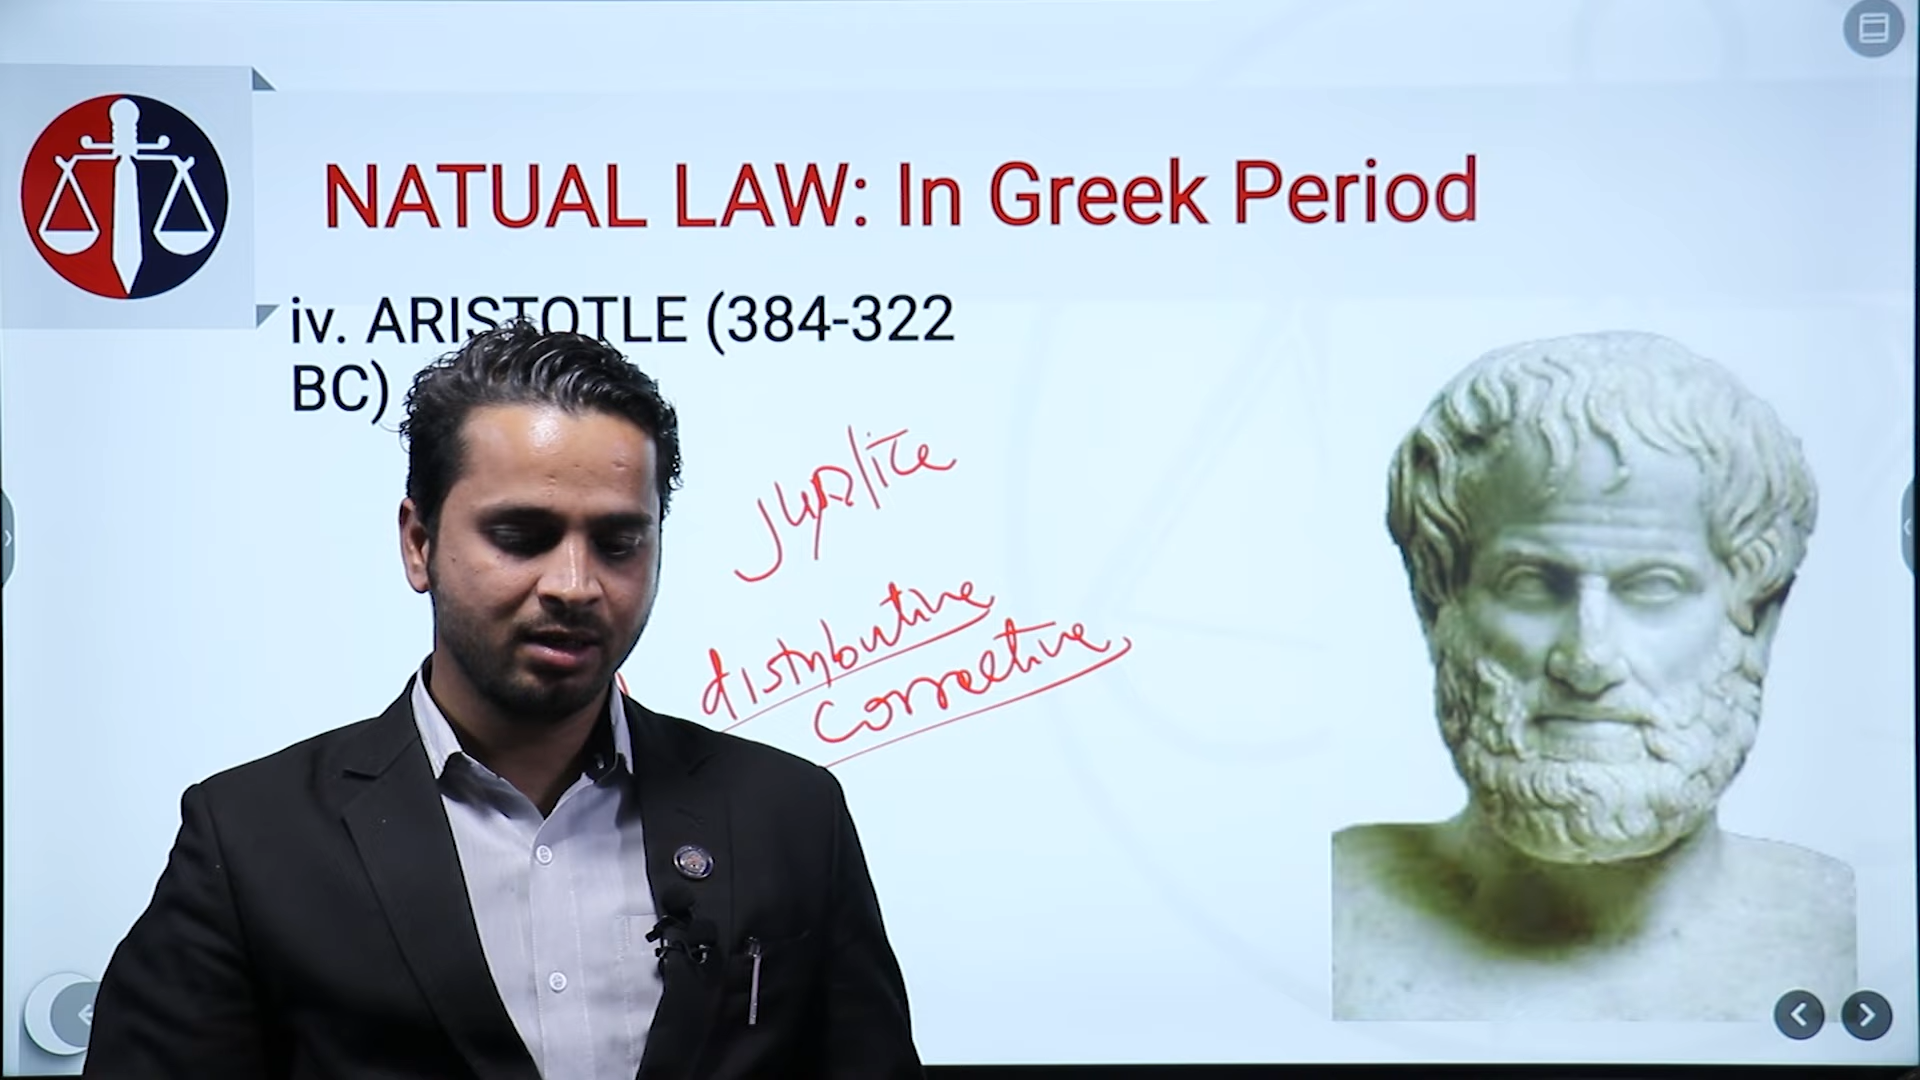 NATUAL LAW: In Greek Period
iv. ARISTOTLE (384-322
BC)
Justice
distributive
corrective